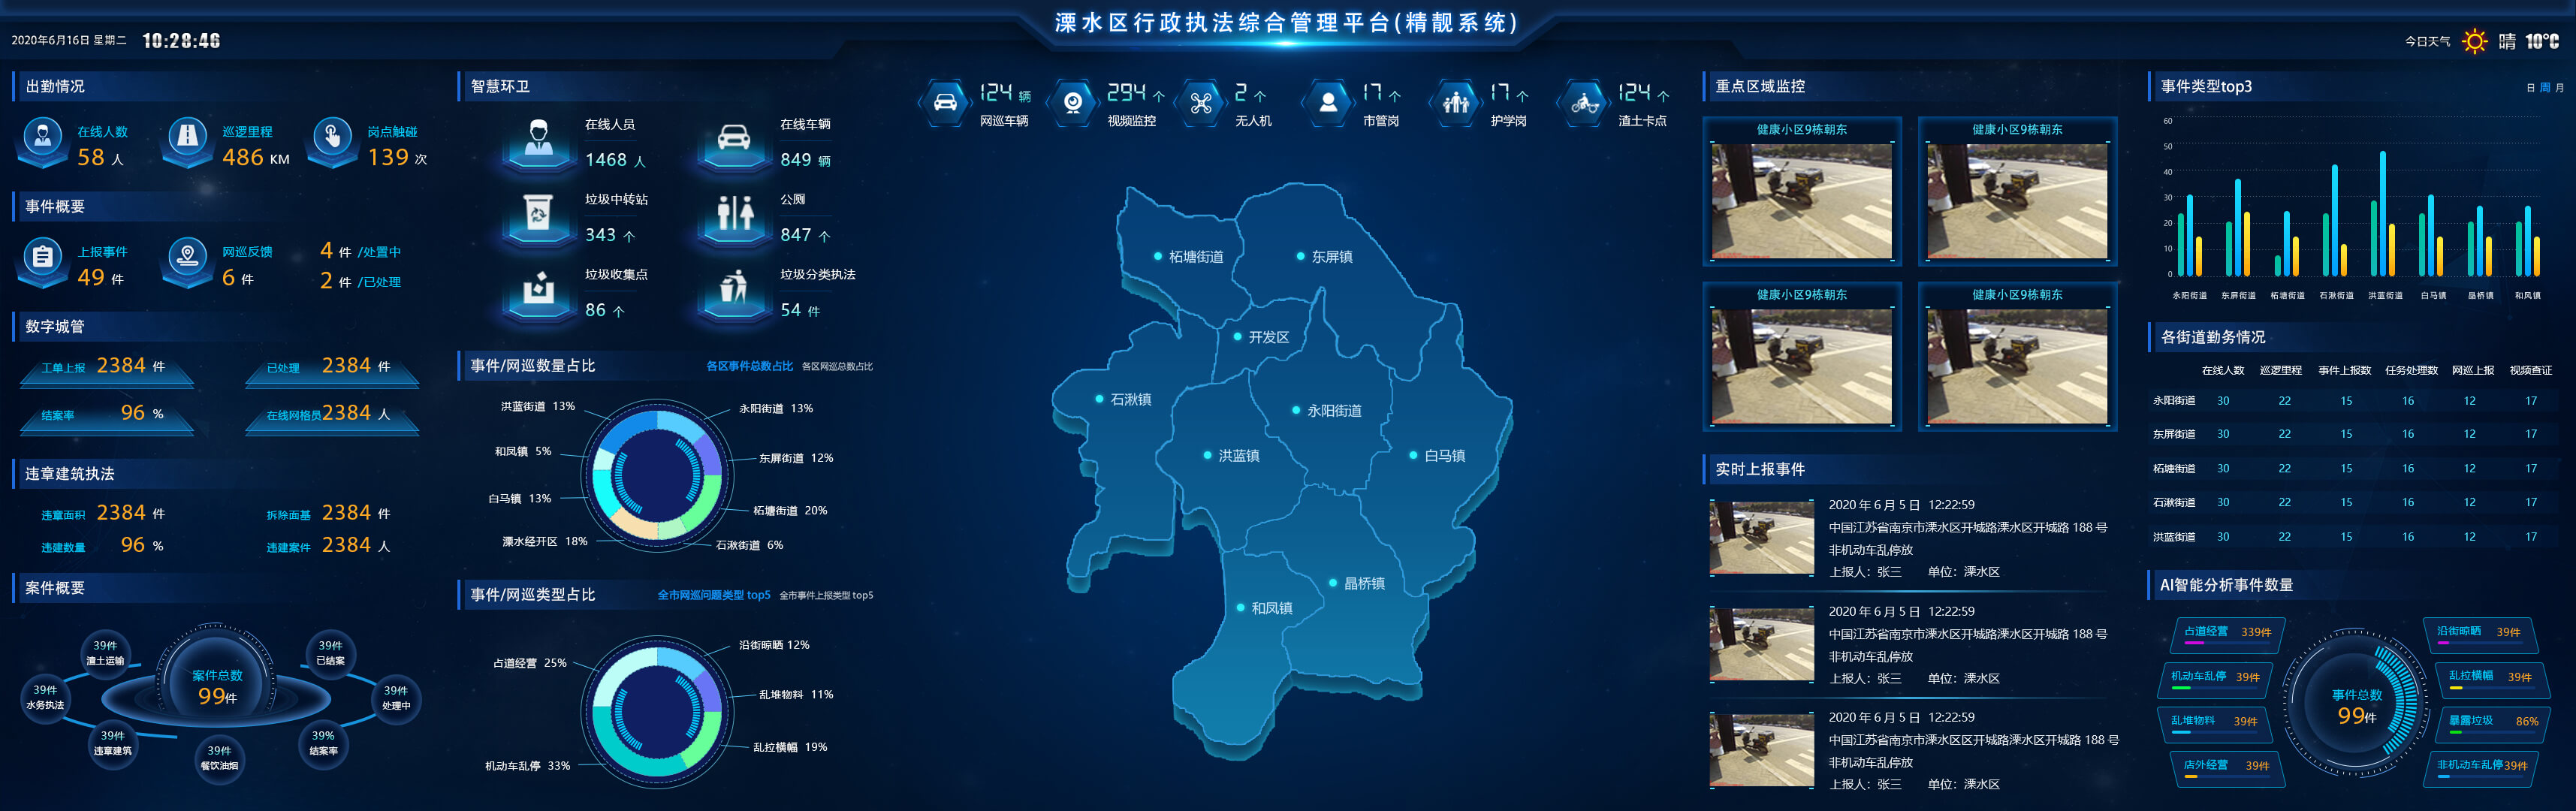 溧水区行政执法综合管理平台(精靓系统)
2020年6月16日 星期二 10:28:46
今日天气 晴 10℃
出勤情况
在线人数 58 人
巡逻里程 486 KM
岗点触碰 139 次
事件概要
上报事件 49 件
网巡反馈 6 件
4 件 /处置中
2 件 /已处理
数字城管
工单上报 2384 件
已处理 2384 件
结案率 96 %
在线网格员 2384 人
违章建筑执法
违章面积 2384 件
拆除面基 2384 件
违建数量 96 %
违建案件 2384 人
案件概要
39件 渣土运输
39件 已结案
案件总数
99件
39件 水务执法
39件 处理中
39件 违章建筑
39件 餐饮油烟
39% 结案率
智慧环卫
在线人员
1468 人
在线车辆
849 辆
垃圾中转站
343 个
公厕
847 个
垃圾收集点
86 个
垃圾分类执法
54 件
事件/网巡数量占比
各区事件总数占比 各区网巡总数占比
洪蓝街道 13%
永阳街道 13%
和凤镇 5%
东屏街道 12%
白马镇 13%
柘塘街道 20%
溧水经开区 18%
石湫街道 6%
事件/网巡类型占比
全市网巡问题类型 top5 全市事件上报类型 top5
沿街晾晒 12%
占道经营 25%
乱堆物料 11%
乱拉横幅 19%
机动车乱停 33%
124 辆
网巡车辆
294 个
视频监控
2 个
无人机
17 个
市管岗
17 个
护学岗
124 个
渣土卡点
柘塘街道
东屏镇
开发区
石湫镇
永阳街道
洪蓝镇
白马镇
晶桥镇
和凤镇
重点区域监控
健康小区9栋朝东
健康小区9栋朝东
健康小区9栋朝东
健康小区9栋朝东
实时上报事件
2020 年 6 月 5 日 12:22:59
中国江苏省南京市溧水区开城路溧水区开城路 188 号
非机动车乱停放
上报人：张三 单位：溧水区
2020 年 6 月 5 日 12:22:59
中国江苏省南京市溧水区开城路溧水区开城路 188 号
非机动车乱停放
上报人：张三 单位：溧水区
2020 年 6 月 5 日 12:22:59
中国江苏省南京市溧水区区开城路溧水区开城路 188 号
非机动车乱停放
上报人：张三 单位：溧水区
事件类型top3
日 周 月
60
50
40
30
20
10
0
永阳街道 东屏街道 柘塘街道 石湫街道 洪蓝街道 白马镇 晶桥镇 和凤镇
各街道勤务情况
在线人数 巡逻里程 事件上报数 任务处理数 网巡上报 视频查证
永阳街道 30 22 15 16 12 17
东屏街道 30 22 15 16 12 17
柘塘街道 30 22 15 16 12 17
石湫街道 30 22 15 16 12 17
洪蓝街道 30 22 15 16 12 17
AI智能分析事件数量
占道经营 339件
沿街晾晒 39件
机动车乱停 39件
乱拉横幅 39件
事件总数
99件
乱堆物料 39件
暴露垃圾 86%
店外经营 39件
非机动车乱停39件